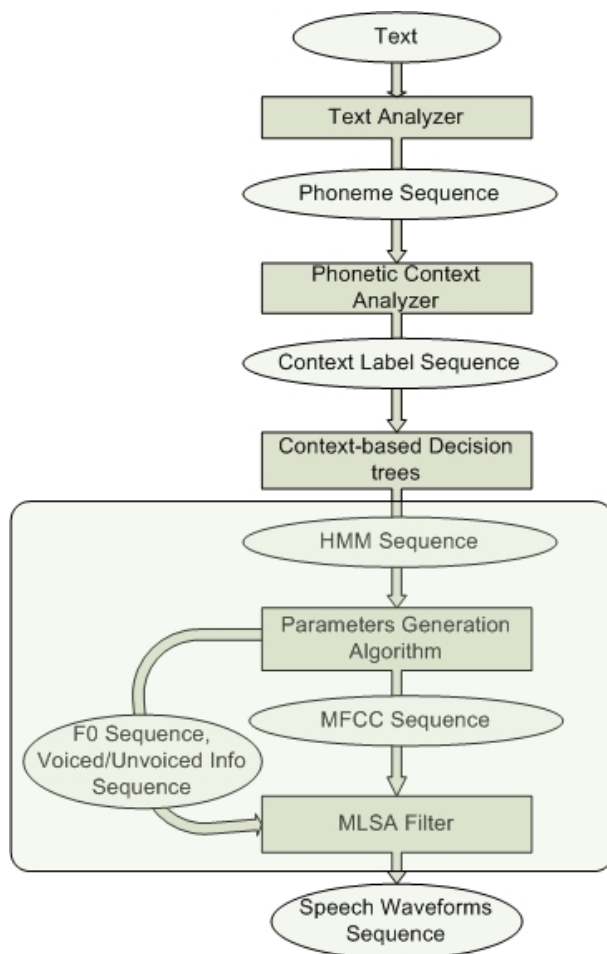 Text
Text Analyzer
Phoneme Sequence
Phonetic Context
Analyzer
Context Label Sequence
Context-based Decision
trees
HMM Sequence
Parameters Generation
Algorithm
MFCC Sequence
F0 Sequence,
Voiced/Unvoiced Info
Sequence
MLSA Filter
Speech Waveforms
Sequence